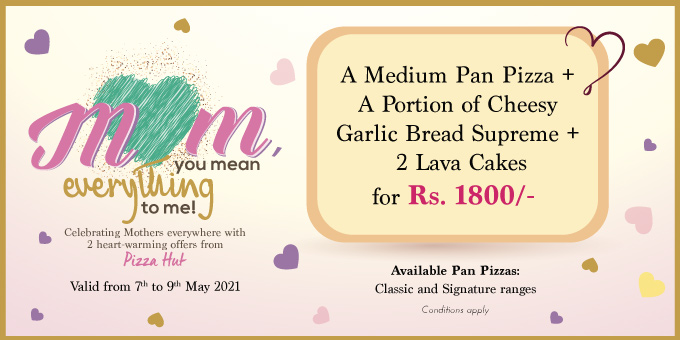 Mom,
you mean
everything
to me!
Celebrating Mothers everywhere with
2 heart-warming offers from
Pizza Hut
Valid from 7th to 9th May 2021
A Medium Pan Pizza +
A Portion of Cheesy
Garlic Bread Supreme +
2 Lava Cakes
for Rs. 1800/-
Available Pan Pizzas:
Classic and Signature ranges
Conditions apply